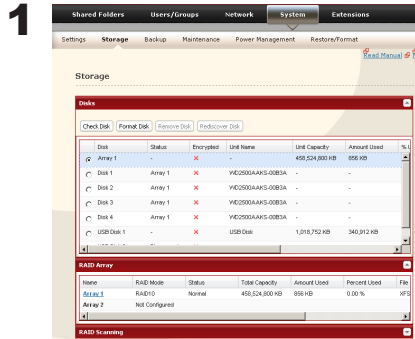 1
Shared Folders Users/Groups Network System Extensions
Settings Storage Backup Maintenance Power Management Restore/Format
Read Manual
Storage
Disks
Check Disk Format Disk Remove Disk Rediscover Disk
Disk Status Encrypted Unit Name Unit Capacity Amount Used % U
Array 1 - - 458,524,800 KB 856 KB
Disk 1 Array 1 WD2500AAKS-00B3A - -
Disk 2 Array 1 WD2500AAKS-00B3A - -
Disk 3 Array 1 WD2500AAKS-00B3A - -
Disk 4 Array 1 WD2500AAKS-00B3A - -
USB Disk 1 - USB Disk 1,018,752 KB 340,912 KB
RAID Array
Name RAID Mode Status Total Capacity Amount Used Percent Used File
Array 1 RAID10 Normal 458,524,800 KB 856 KB 0.00 % XFS
Array 2 Not Configured
RAID Scanning